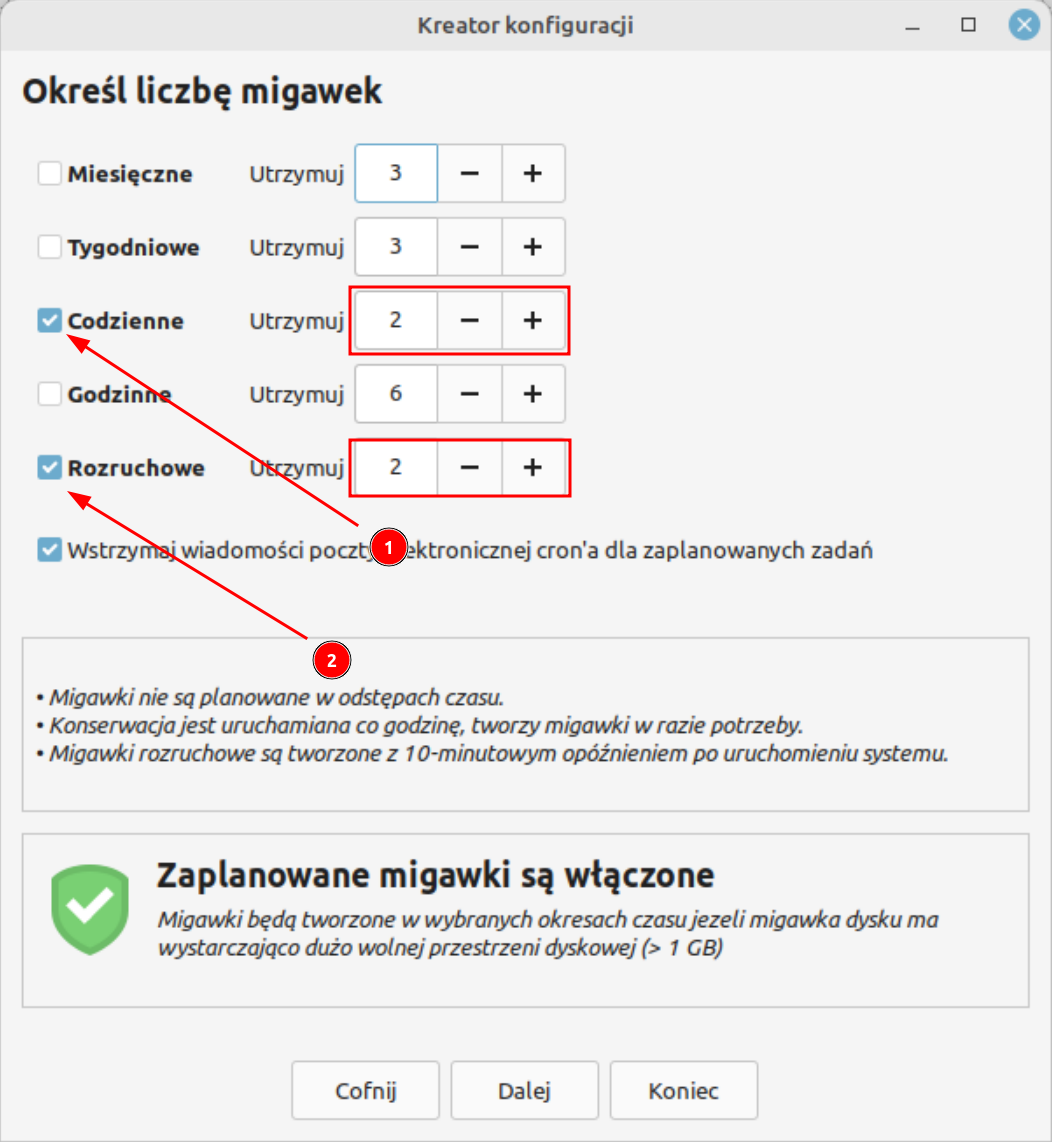 Kreator konfiguracji
Określ liczbę migawek
Miesięczne Utrzymuj 3 − +
Tygodniowe Utrzymuj 3 − +
Codzienne Utrzymuj 2 − +
Godzinne Utrzymuj 6 − +
Rozruchowe Utrzymuj 2 − +
Wstrzymaj wiadomości poczty 1 ektronicznej cron'a dla zaplanowanych zadań
2
• Migawki nie są planowane w odstępach czasu.
• Konserwacja jest uruchamiana co godzinę, tworzy migawki w razie potrzeby.
• Migawki rozruchowe są tworzone z 10-minutowym opóźnieniem po uruchomieniu systemu.
Zaplanowane migawki są włączone
Migawki będą tworzone w wybranych okresach czasu jezeli migawka dysku ma
wystarczająco dużo wolnej przestrzeni dyskowej (> 1 GB)
Cofnij Dalej Koniec